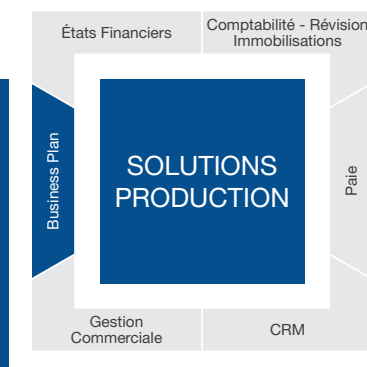 États Financiers
Comptabilité - Révision
Immobilisations
Business Plan
SOLUTIONS
PRODUCTION
Paie
Gestion
Commerciale
CRM